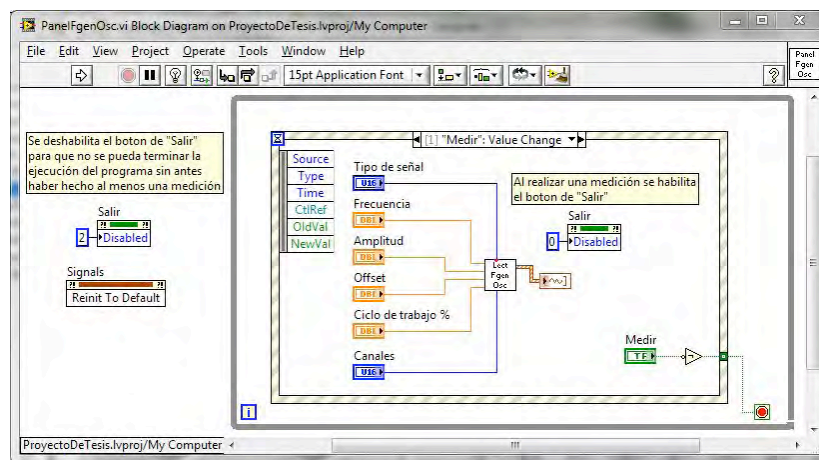 PanelFgenOsc.vi Block Diagram on ProyectoDeTesis.lvproj/My Computer
File Edit View Project Operate Tools Window Help
15pt Application Font
?
Panel
Fgen
Osc
Se deshabilita el boton de "Salir"
para que no se pueda terminar la
ejecución del programa sin antes
haber hecho al menos una medición
Salir
2
Disabled
Signals
Reinit To Default
[1] "Medir": Value Change
Source
Type
Time
CtlRef
OldVal
NewVal
Tipo de señal
U16
Frecuencia
DBL
Amplitud
DBL
Offset
DBL
Ciclo de trabajo %
DBL
Canales
U16
Lect
Fgen
Osc
Al realizar una medición se habilita
el boton de "Salir"
Salir
0
Disabled
Medir
TF
i
ProyectoDeTesis.lvproj/My Computer